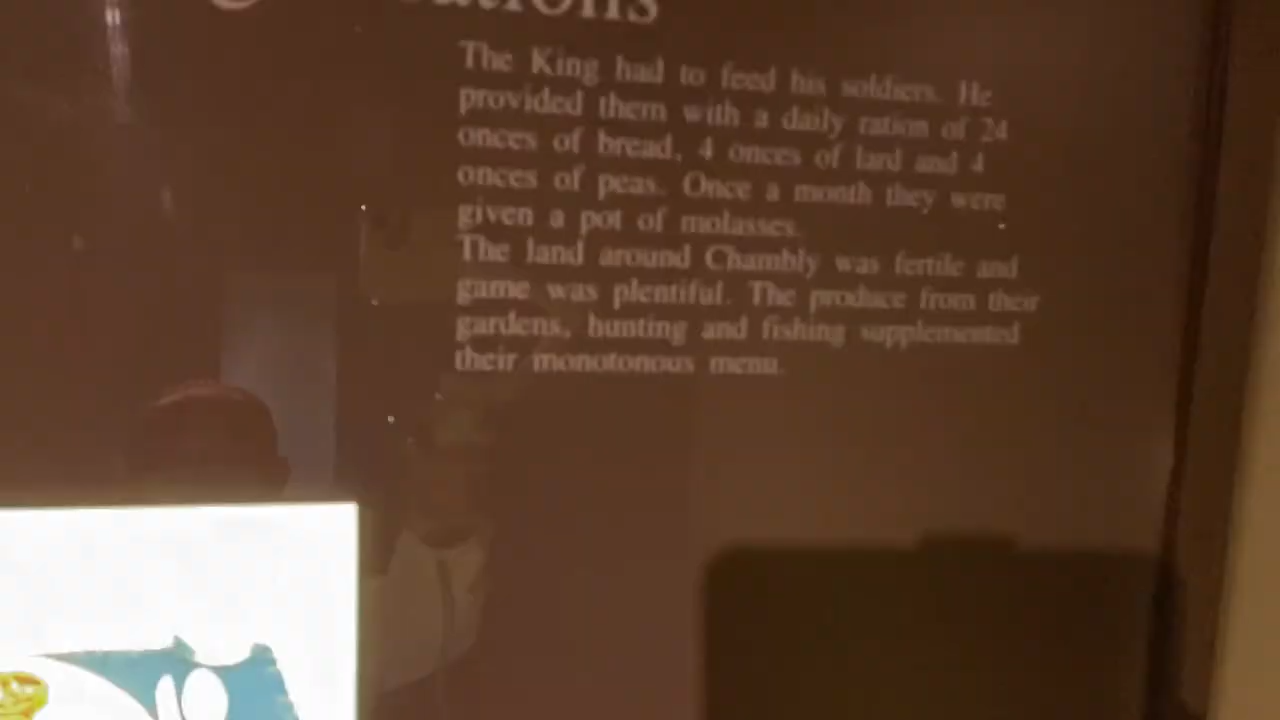 The King had to feed his soldiers. He
provided them with a daily ration of 24
onces of bread, 4 onces of lard and 4
onces of peas. Once a month they were
given a pot of molasses.
The land around Chambly was fertile and
game was plentiful. The produce from their
gardens, hunting and fishing supplemented
their monotonous menu.